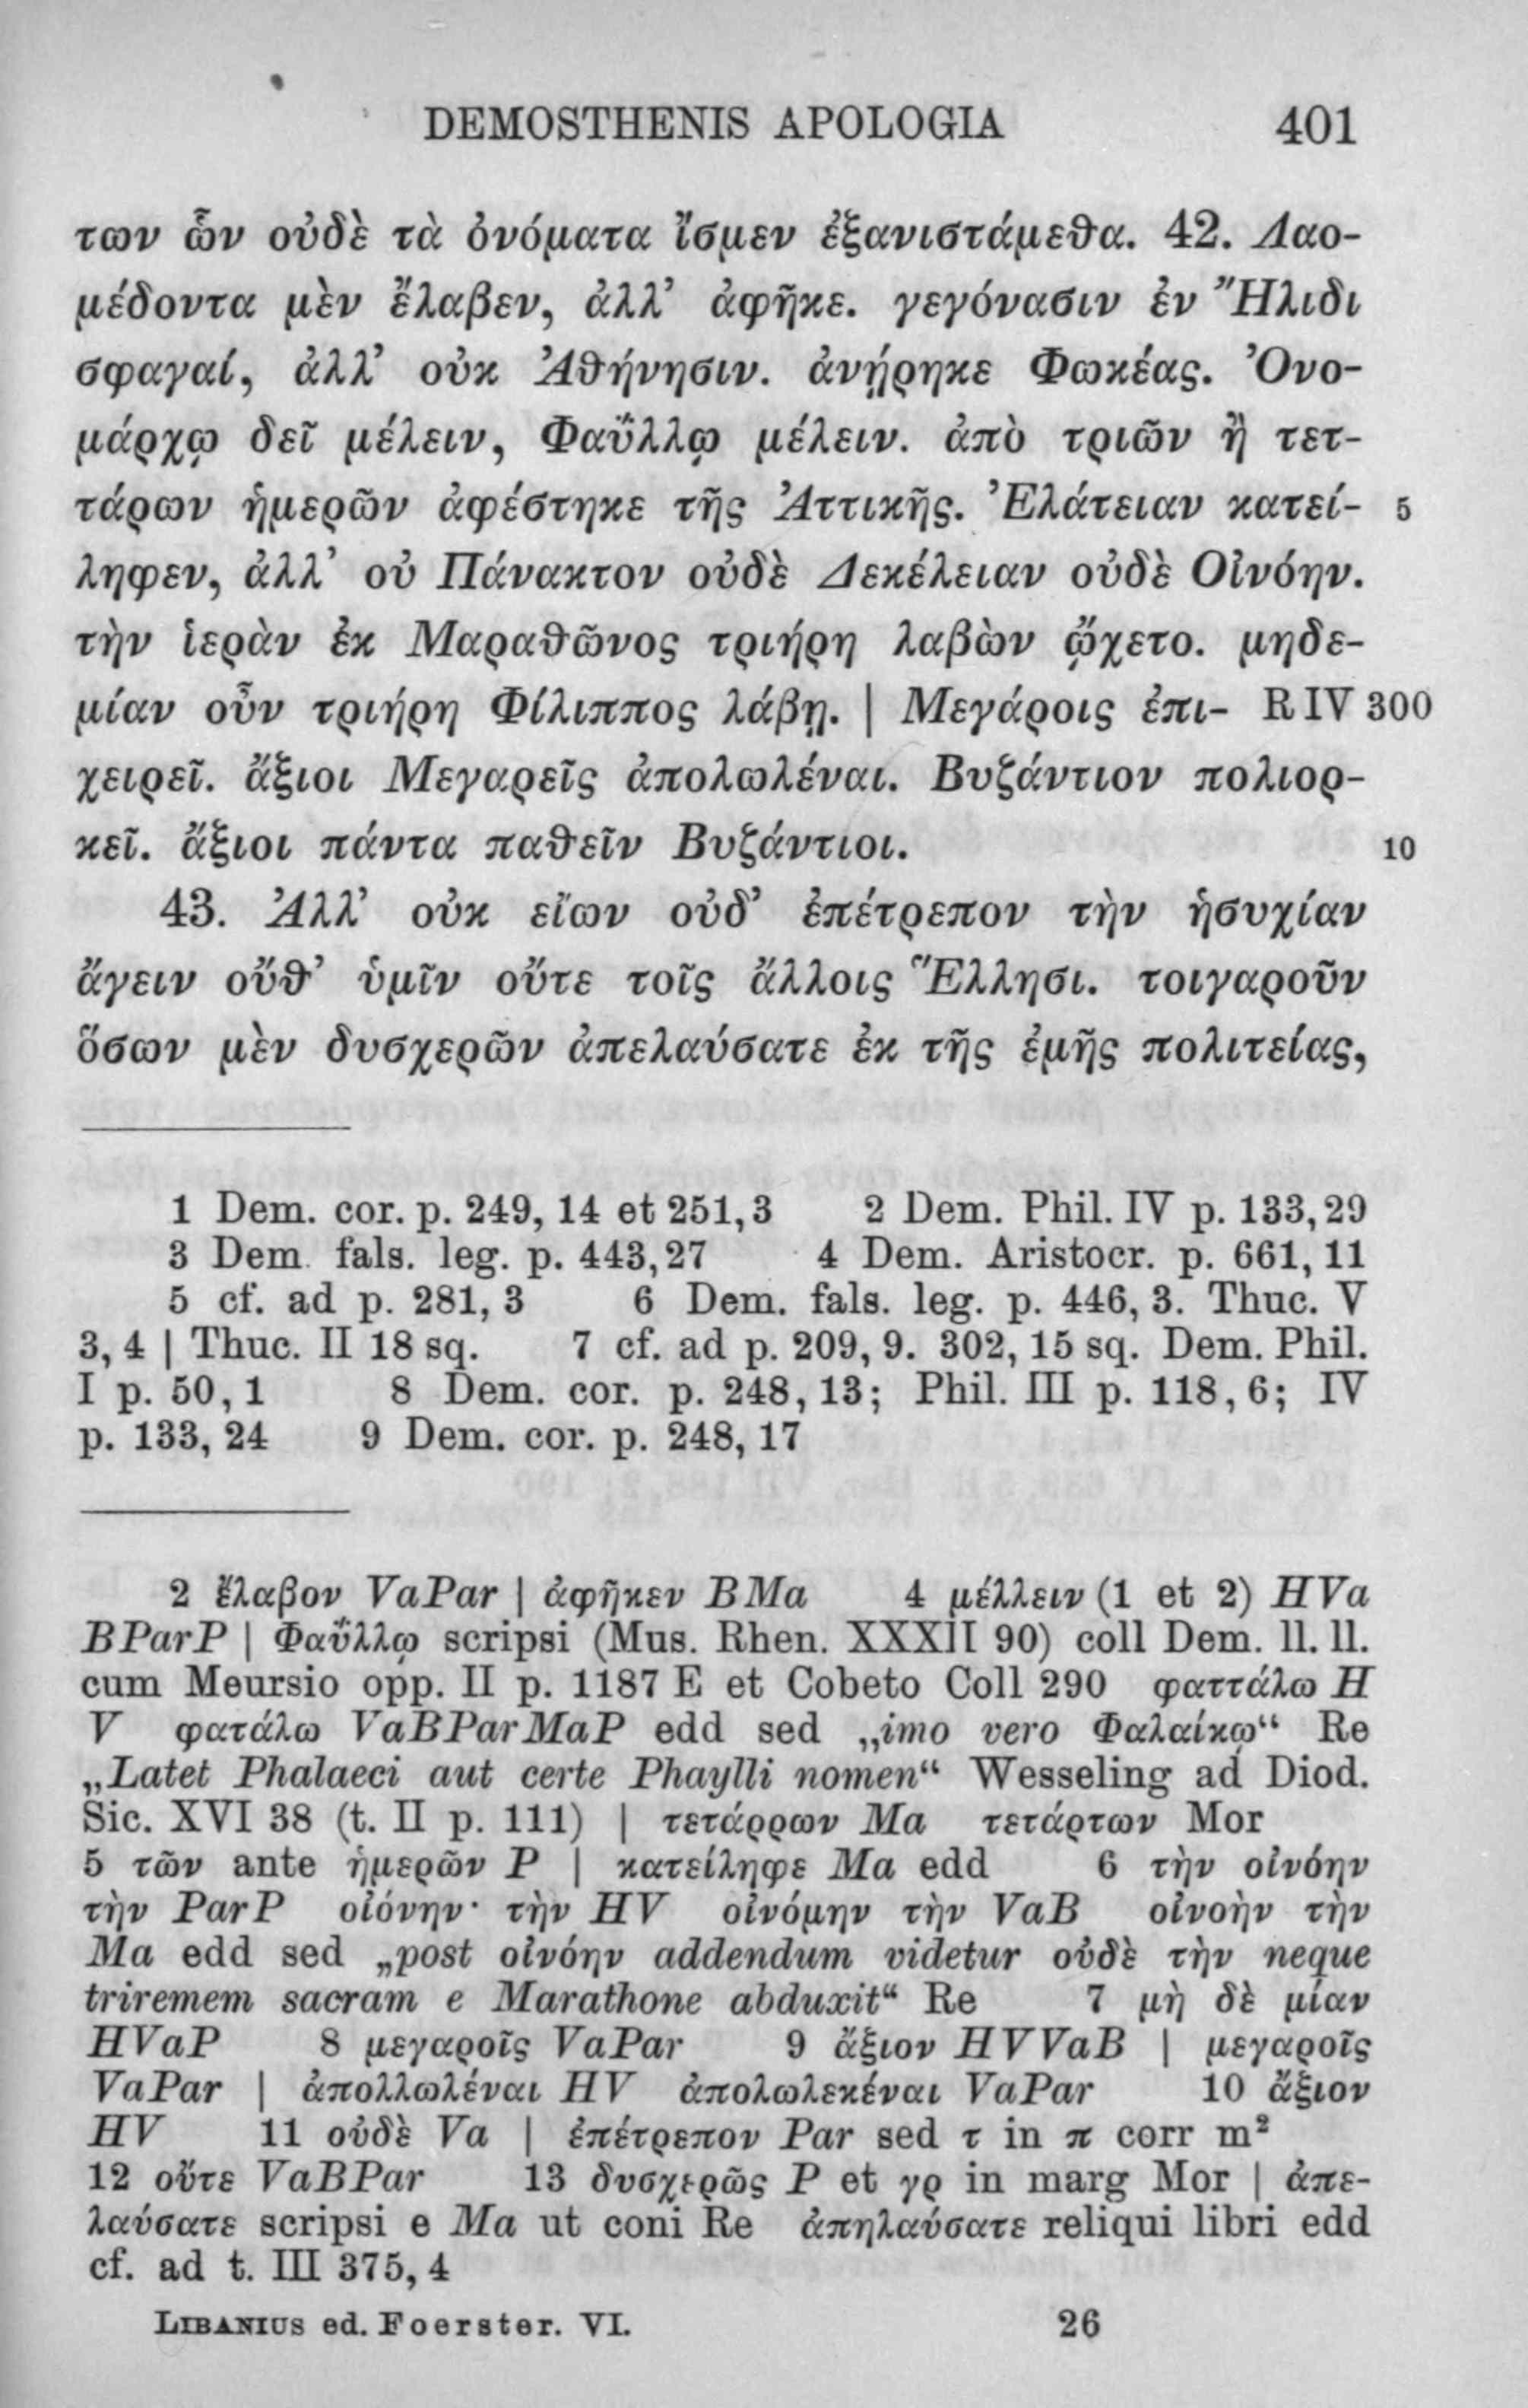 DEMOSTHENIS APOLOGIA 401
των ὧν οὐδὲ τὰ ὀνόματα ἴσμεν ἐξανιστάμεθα. 42. Λαο-
μέδοντα μὲν ἔλαβεν, ἀλλ’ ἀφῆκε. γεγόνασιν ἐν Ἤλιδι
σφαγαί, ἀλλ’ οὐκ Ἀθήνησιν. ἀνῄρηκε Φωκέας. Ὀνο-
μάρχῳ δεῖ μέλειν, Φαΰλλῳ μέλειν. ἀπὸ τριῶν ἢ τετ-
τάρων ἡμερῶν ἀφέστηκε τῆς Ἀττικῆς. Ἐλάτειαν κατεί- 5
ληφεν, ἀλλ’ οὐ Πάνακτον οὐδὲ Δεκέλειαν οὐδὲ Οἰνόην.
τὴν ἱερὰν ἐκ Μαραθῶνος τριήρη λαβὼν ᾤχετο. μηδε-
μίαν οὖν τριήρη Φίλιππος λάβῃ. | Μεγάροις ἐπι- R IV 300
χειρεῖ. ἄξιοι Μεγαρεῖς ἀπολωλέναι. Βυζάντιον πολιορ-
κεῖ. ἄξιοι πάντα παθεῖν Βυζάντιοι. 10
43. Ἀλλ’ οὐκ εἴων οὐδ’ ἐπέτρεπον τὴν ἡσυχίαν
ἄγειν οὔθ’ ὑμῖν οὔτε τοῖς ἄλλοις Ἕλλησι. τοιγαροῦν
ὅσων μὲν δυσχερῶν ἀπελαύσατε ἐκ τῆς ἐμῆς πολιτείας,
1 Dem. cor. p. 249, 14 et 251, 3 2 Dem. Phil. IV p. 133, 29
3 Dem. fals. leg. p. 443, 27 4 Dem. Aristocr. p. 661, 11
5 cf. ad p. 281, 3 6 Dem. fals. leg. p. 446, 3. Thuc. V
3, 4 | Thuc. II 18 sq. 7 cf. ad p. 209, 9. 302, 15 sq. Dem. Phil.
I p. 50, 1 8 Dem. cor. p. 248, 13; Phil. III p. 118, 6; IV
p. 133, 24 9 Dem. cor. p. 248, 17
2 ἔλαβον VaPar | ἀφῆκεν BMa 4 μέλλειν (1 et 2) HVa
BParP | Φαΰλλῳ scripsi (Mus. Rhen. XXXII 90) coll Dem. ll. ll.
cum Meursio opp. II p. 1187 E et Cobeto Coll 290 φαττάλω H
V φατάλω VaBParMaP edd sed „imo vero Φαλαίκῳ“ Re
„Latet Phalaeci aut certe Phaylli nomen“ Wesseling ad Diod.
Sic. XVI 38 (t. II p. 111) | τετάρρων Ma τετάρτων Mor
5 τῶν ante ἡμερῶν P | κατείληφε Ma edd 6 τὴν οἰνόην
τὴν ParP οἰόνην· τὴν HV οἰνόμην τὴν VaB οἰνοὴν τὴν
Ma edd sed „post οἰνόην addendum videtur οὐδὲ τὴν neque
triremem sacram e Marathone abduxit“ Re 7 μὴ δὲ μίαν
HVaP 8 μεγαροῖς VaPar 9 ἄξιον HVVaB | μεγαροῖς
VaPar | ἀπολλωλέναι HV ἀπολωλεκέναι VaPar 10 ἄξιον
HV 11 οὐδὲ Va | ἐπέτρεπον Par sed τ in π corr m²
12 οὔτε VaBPar 13 δυσχερῶς P et γρ in marg Mor | ἀπε-
λαύσατε scripsi e Ma ut coni Re ἀπηλαύσατε reliqui libri edd
cf. ad t. III 375, 4
LIBANIUS ed. Foerster. VI. 26